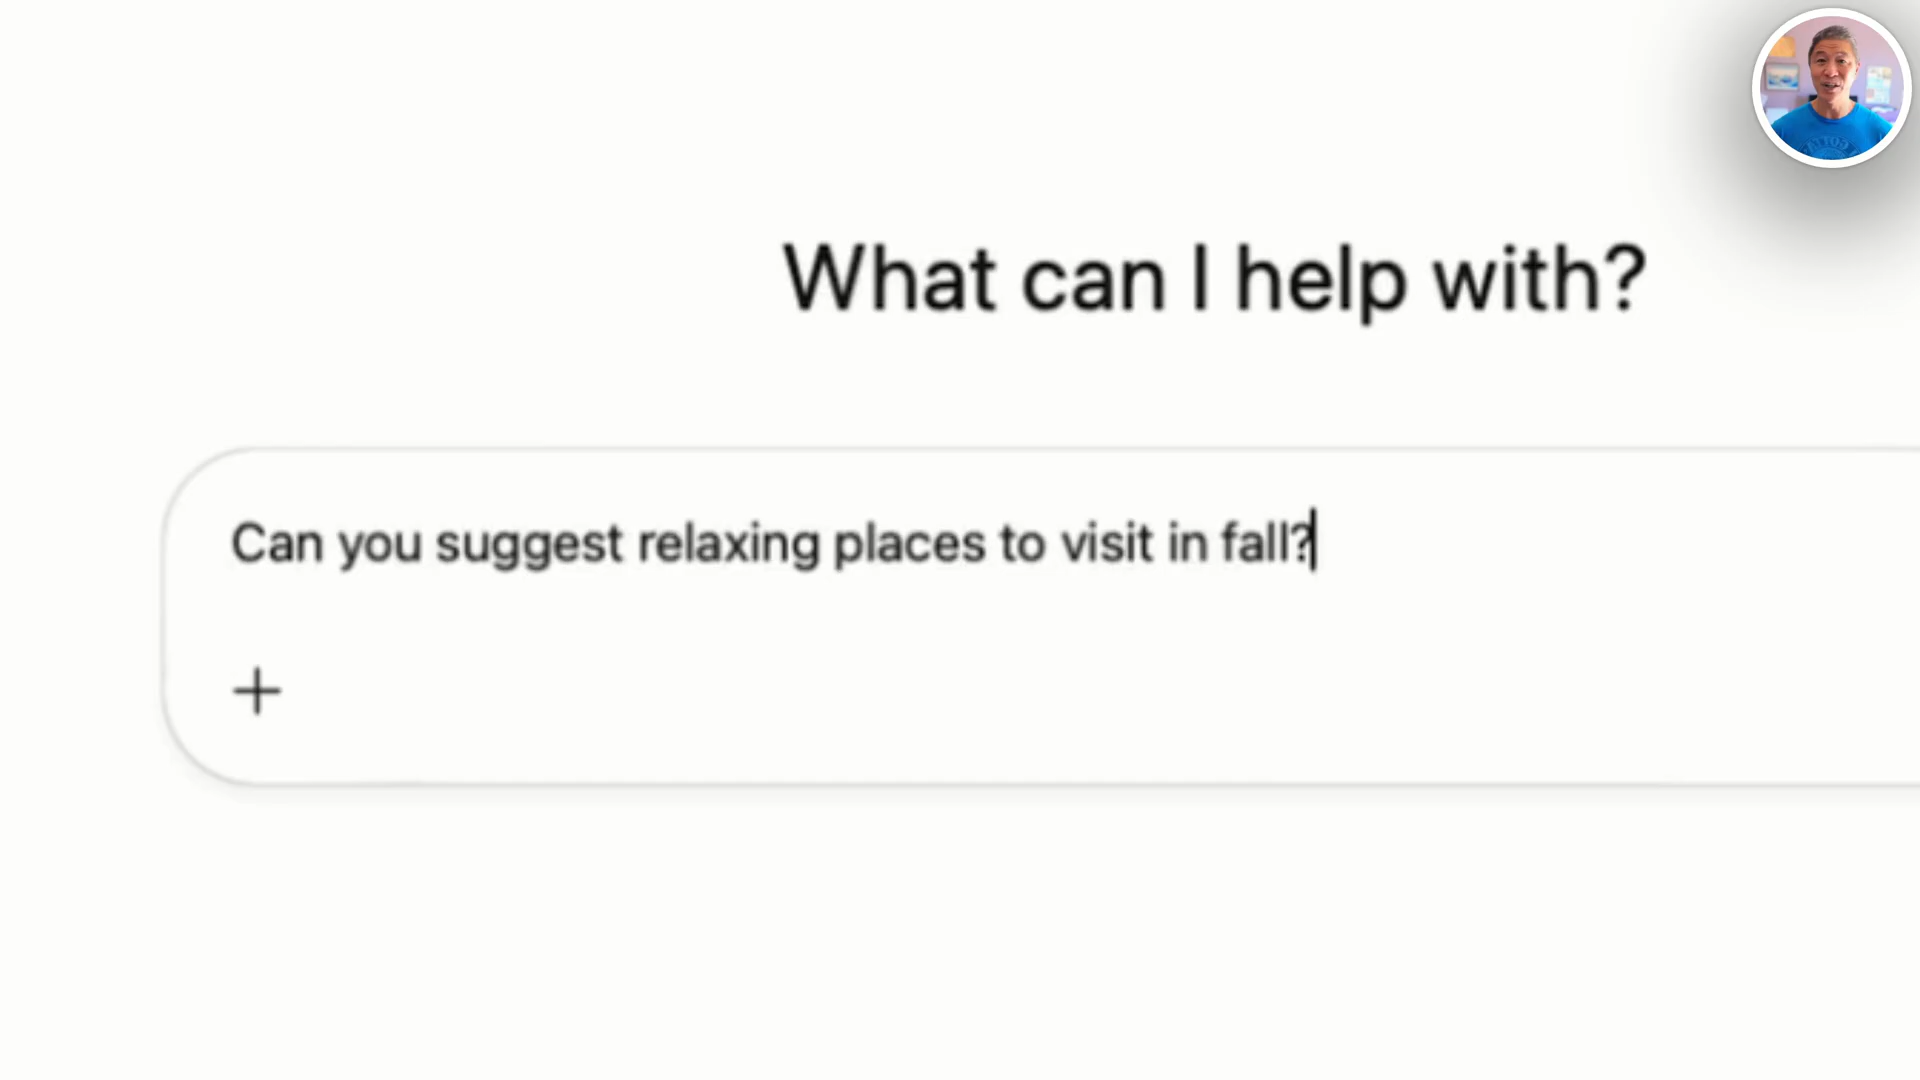 What can I help with?
Can you suggest relaxing places to visit in fall?